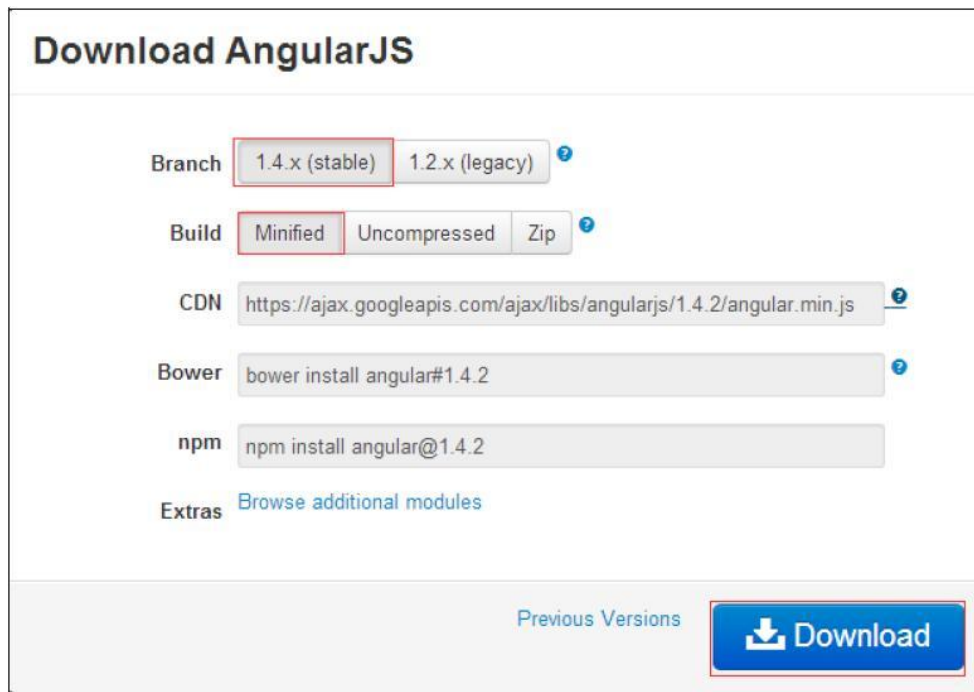 Download AngularJS
Branch 1.4.x (stable) 1.2.x (legacy) ?
Build Minified Uncompressed Zip ?
CDN https://ajax.googleapis.com/ajax/libs/angularjs/1.4.2/angular.min.js ?
Bower bower install angular#1.4.2 ?
npm npm install angular@1.4.2
Extras Browse additional modules
Previous Versions Download